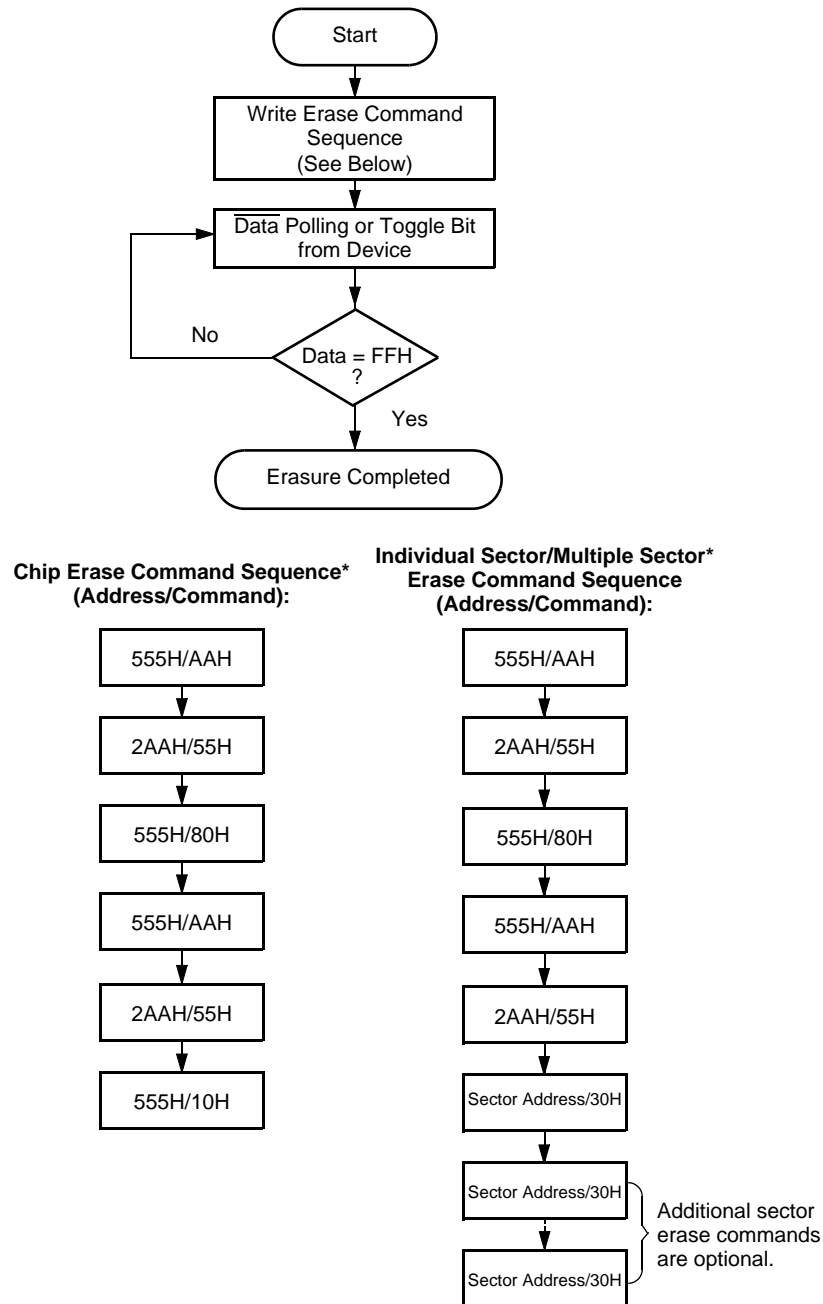 Start
Write Erase Command
Sequence
(See Below)
Data Polling or Toggle Bit
from Device
No
Data = FFH
?
Yes
Erasure Completed
Chip Erase Command Sequence*
(Address/Command):
555H/AAH
2AAH/55H
555H/80H
555H/AAH
2AAH/55H
555H/10H
Individual Sector/Multiple Sector*
Erase Command Sequence
(Address/Command):
555H/AAH
2AAH/55H
555H/80H
555H/AAH
2AAH/55H
Sector Address/30H
Sector Address/30H
Sector Address/30H
Additional sector
erase commands
are optional.